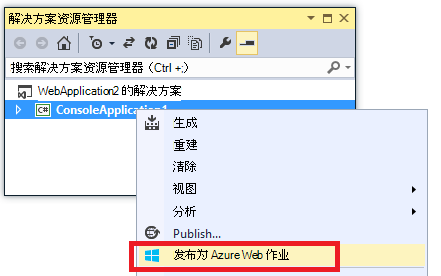 解决方案资源管理器
搜索解决方案资源管理器（Ctrl +;）
WebApplication2 的解决方案
C# ConsoleApplication1
生成
重建
清除
视图
分析
Publish...
发布为 Azure Web 作业